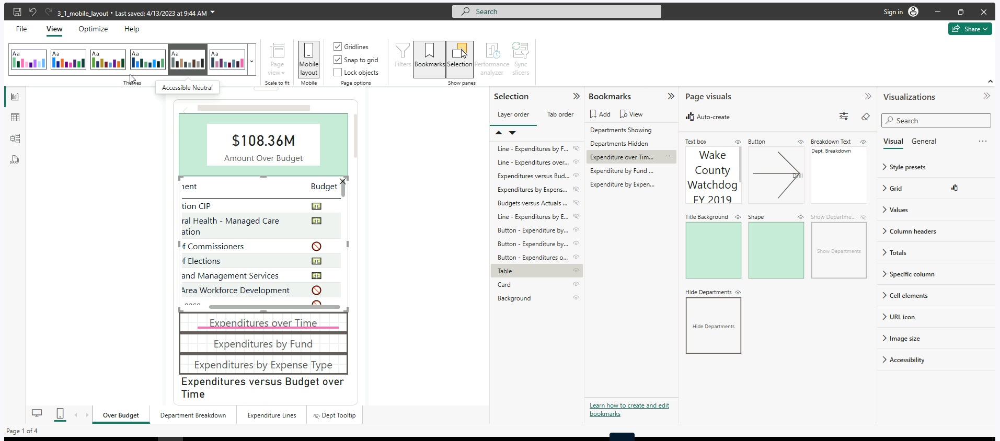 3_1_mobile_layout • Last saved: 4/13/2023 at 9:44 AM
Search
Sign in
File
View
Optimize
Help
Share
Aa
Aa
Aa
Aa
Aa
Aa
Themes
Accessible Neutral
Page view
Scale to fit
Mobile layout
Mobile
Gridlines
Snap to grid
Lock objects
Page options
Filters
Bookmarks
Selection
Performance analyzer
Sync slicers
Show panes
$108.36M
Amount Over Budget
ment
Budget
tion CIP
ral Health - Managed Care
ation
of Commissioners
of Elections
and Management Services
Area Workforce Development
Expenditures over Time
Expenditures by Fund
Expenditures by Expense Type
Expenditures versus Budget over
Time
Selection
Layer order
Tab order
Line - Expenditures by F...
Line - Expenditures over...
Expenditures versus Bud...
Expenditures by Expens...
Budgets versus Actuals ...
Line - Expenditures by E...
Button - Expenditure by...
Button - Expenditure by...
Button - Expenditures o...
Table
Card
Background
Bookmarks
Add
View
Departments Showing
Departments Hidden
Expenditure over Tim...
Expenditure by Fund ...
Expenditure by Expen...
Learn how to create and edit
bookmarks
Page visuals
Auto-create
Text box
Button
Breakdown Text
Wake
County
Watchdog
FY 2019
Drill
Dept. Breakdown
Title Background
Shape
Show Departme...
Show Departments
Hide Departments
Hide Departments
Visualizations
Search
Visual
General
Style presets
Grid
Values
Column headers
Totals
Specific column
Cell elements
URL icon
Image size
Accessibility
DAX
Over Budget
Department Breakdown
Expenditure Lines
Dept Tooltip
Page 1 of 4